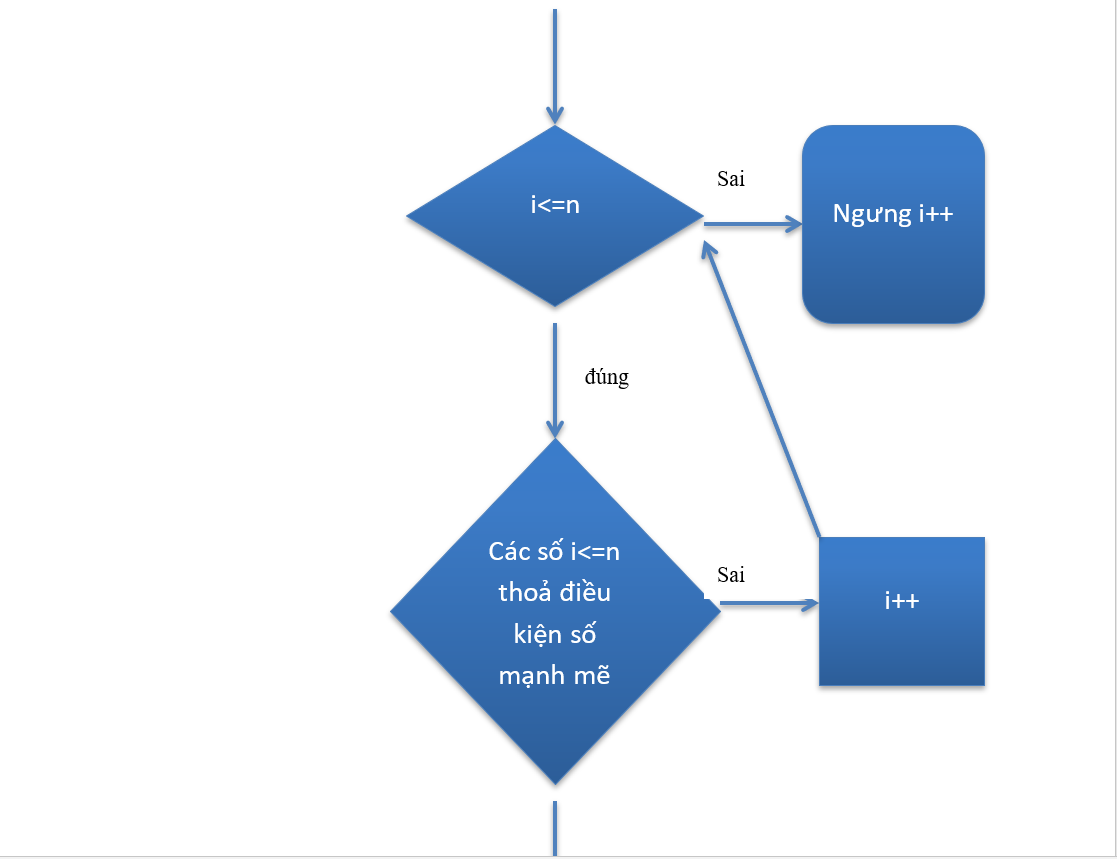 i<=n
Sai
Ngưng i++
đúng
Các số i<=n
thoả điều
kiện số
mạnh mẽ
Sai
i++